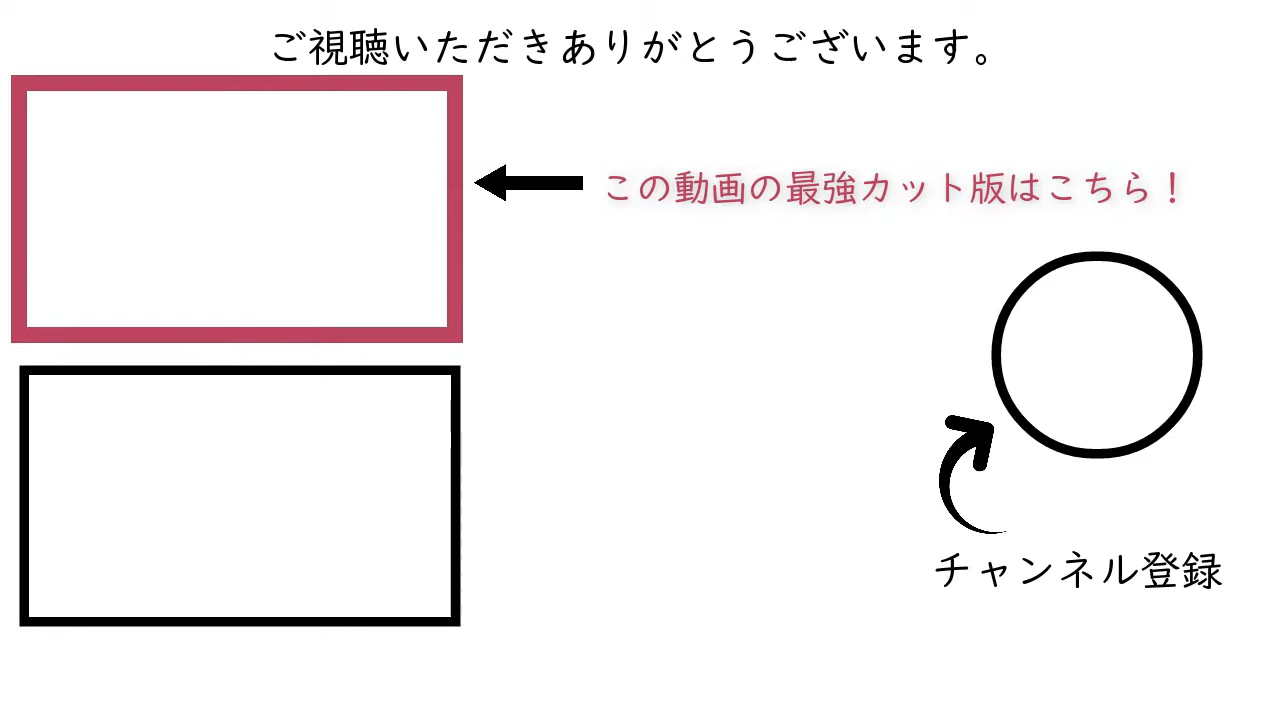 ご視聴いただきありがとうございます。
この動画の最強カット版はこちら！
チャンネル登録